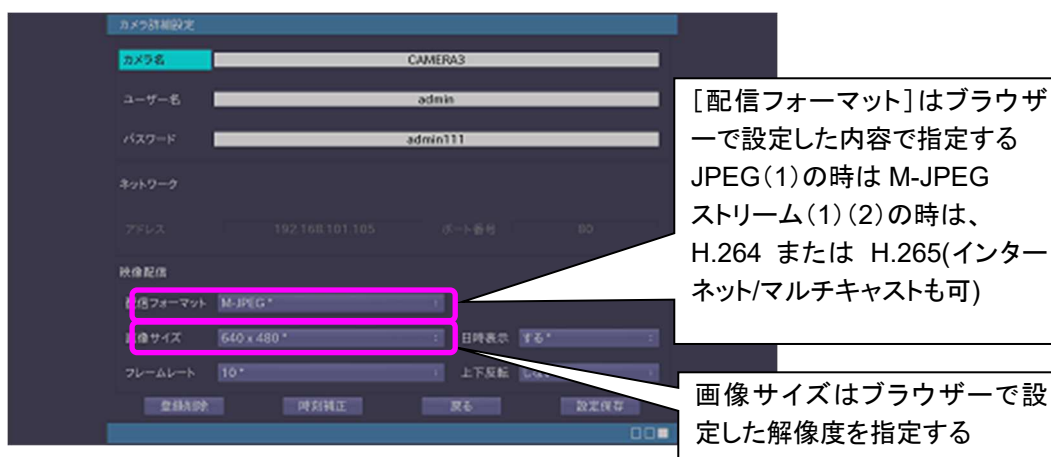 カメラ詳細設定
カメラ名 CAMERA3
ユーザー名 admin
パスワード admin111
ネットワーク
アドレス 192.168.101.105 ポート番号 80
映像配信
配信フォーマット M-JPEG *
画像サイズ 640 x 480 * 日時表示 する *
フレームレート 10 * 上下反転
登録削除 時刻補正 戻る 設定保存
[配信フォーマット]はブラウザ
ーで設定した内容で指定する
JPEG(1)の時は M-JPEG
ストリーム(1)(2)の時は、
H.264 または H.265(インター
ネット/マルチキャストも可)
画像サイズはブラウザーで設
定した解像度を指定する